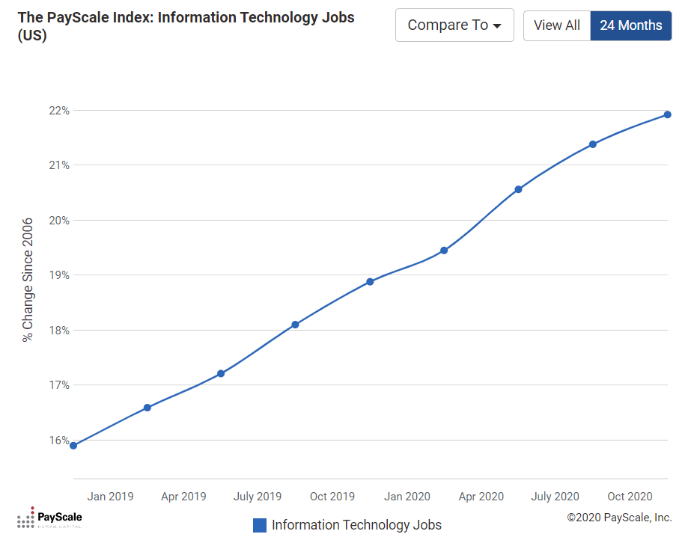 The PayScale Index: Information Technology Jobs
(US)
Compare To
View All
24 Months
22%
21%
20%
19%
18%
17%
16%
% Change Since 2006
Jan 2019
Apr 2019
July 2019
Oct 2019
Jan 2020
Apr 2020
July 2020
Oct 2020
PayScale
HUMAN CAPITAL
Information Technology Jobs
©2020 PayScale, Inc.